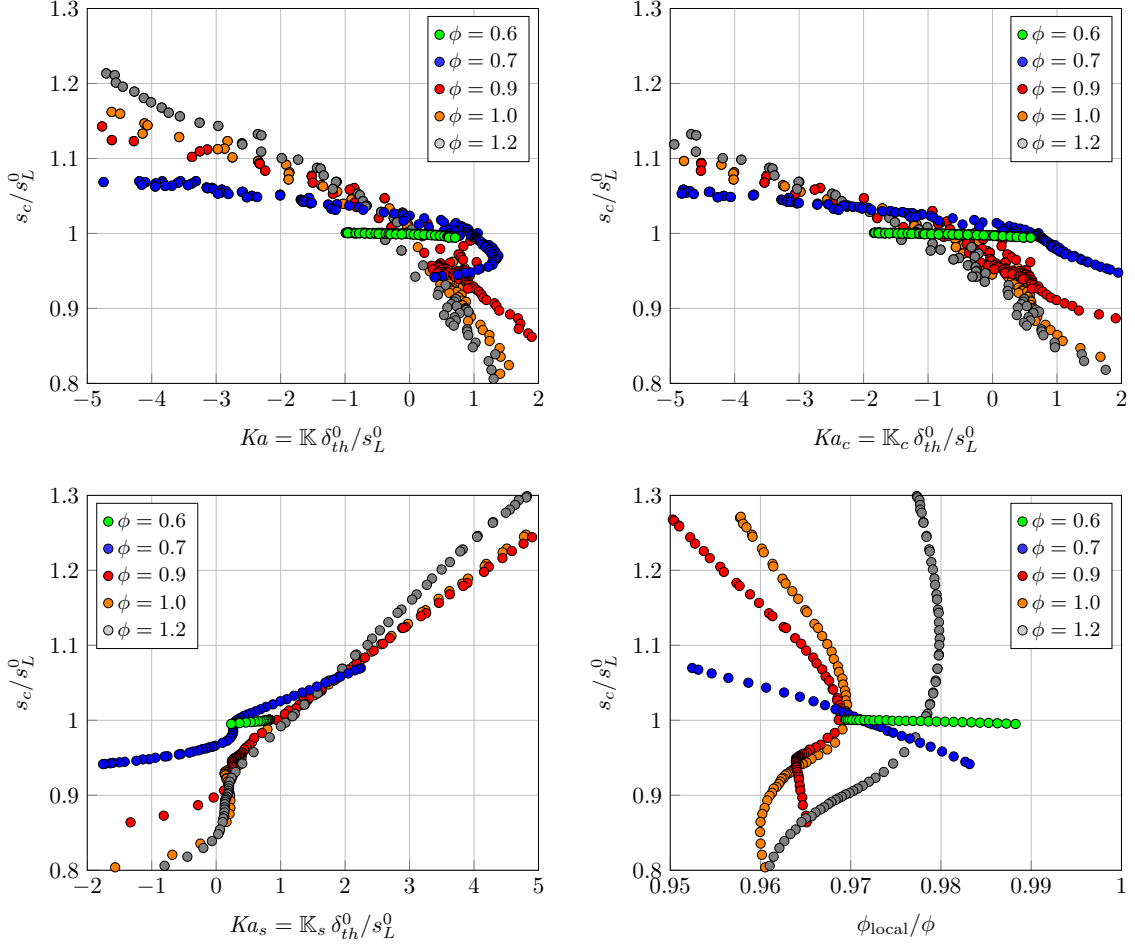 1.3
1.2
1.1
1
0.9
0.8
s_c/s_L^0
ϕ = 0.6
ϕ = 0.7
ϕ = 0.9
ϕ = 1.0
ϕ = 1.2
−5 −4 −3 −2 −1 0 1 2
Ka = 𝕂 δ_th^0/s_L^0
1.3
1.2
1.1
1
0.9
0.8
s_c/s_L^0
ϕ = 0.6
ϕ = 0.7
ϕ = 0.9
ϕ = 1.0
ϕ = 1.2
−5 −4 −3 −2 −1 0 1 2
Ka_c = 𝕂_c δ_th^0/s_L^0
1.3
1.2
1.1
1
0.9
0.8
s_c/s_L^0
ϕ = 0.6
ϕ = 0.7
ϕ = 0.9
ϕ = 1.0
ϕ = 1.2
−2 −1 0 1 2 3 4 5
Ka_s = 𝕂_s δ_th^0/s_L^0
1.3
1.2
1.1
1
0.9
0.8
s_c/s_L^0
ϕ = 0.6
ϕ = 0.7
ϕ = 0.9
ϕ = 1.0
ϕ = 1.2
0.95 0.96 0.97 0.98 0.99 1
ϕ_local/ϕ